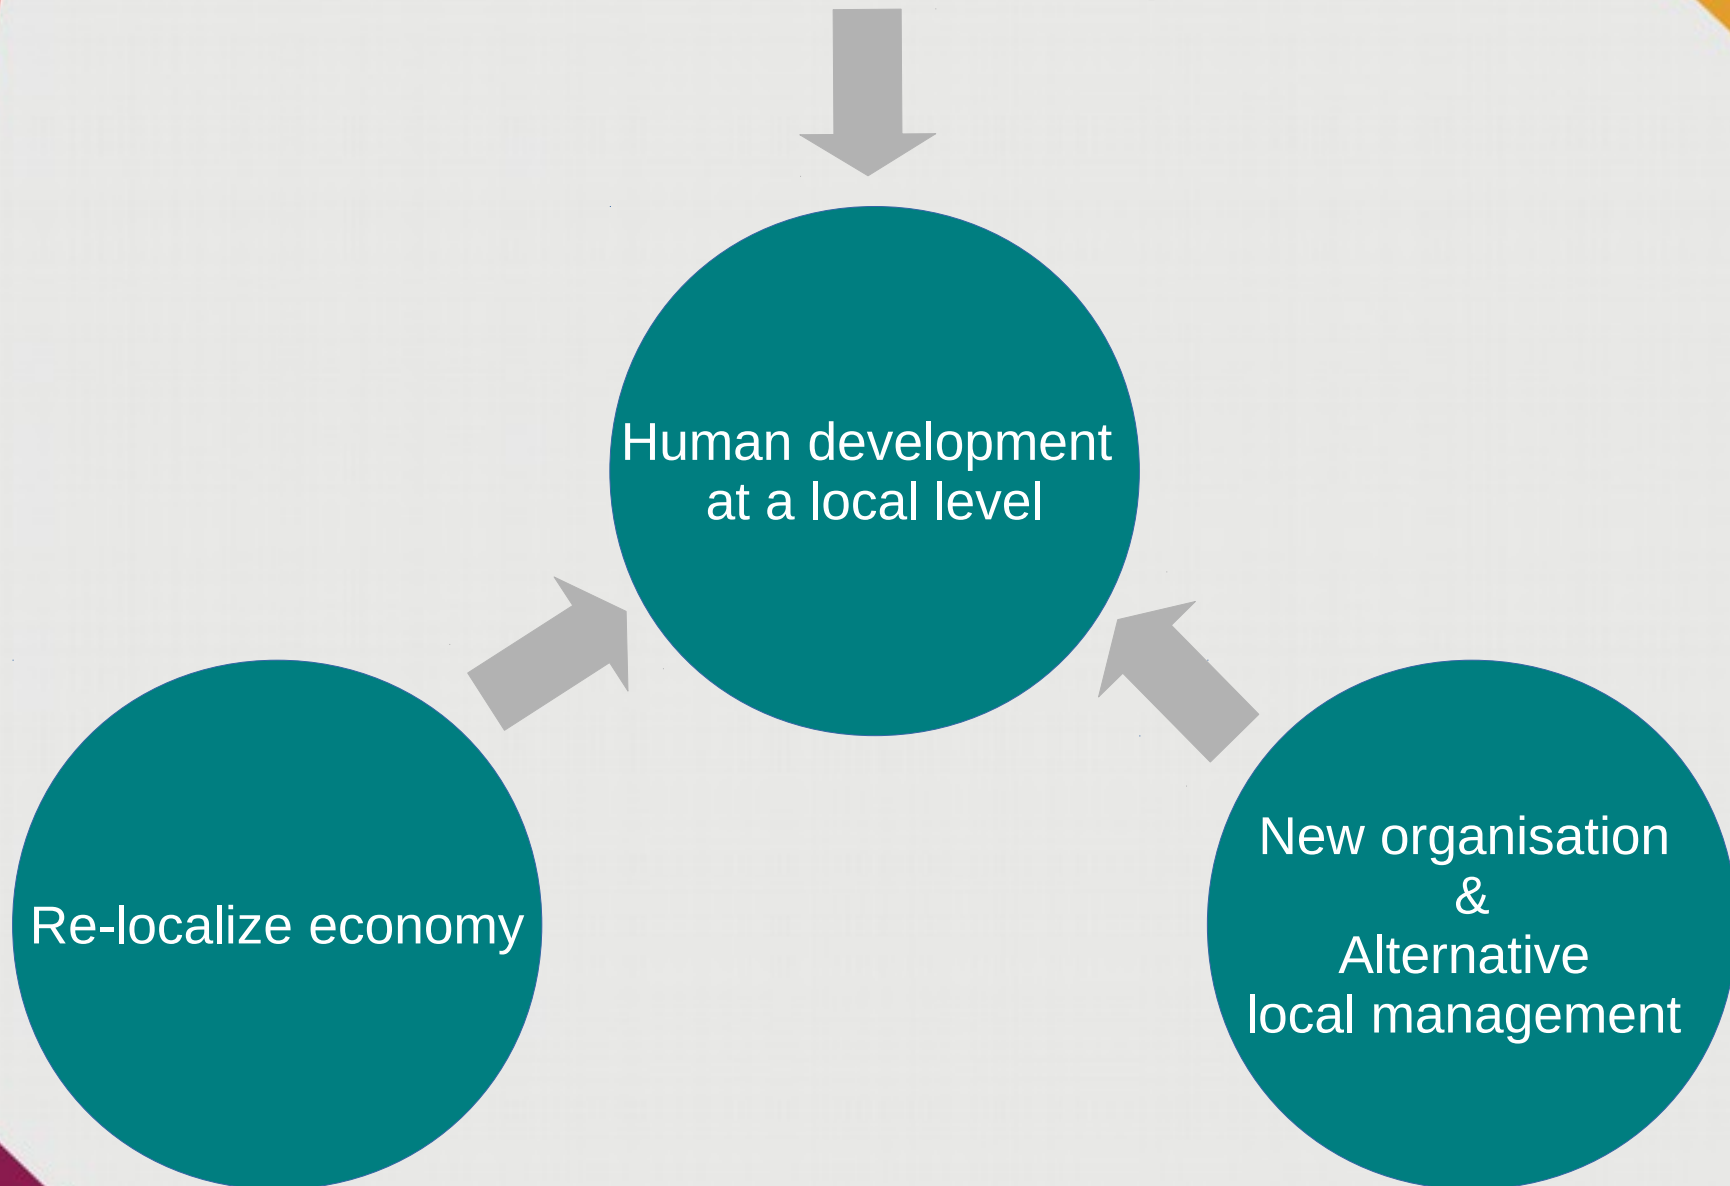 Human development
at a local level
Re-localize economy
New organisation
&
Alternative
local management